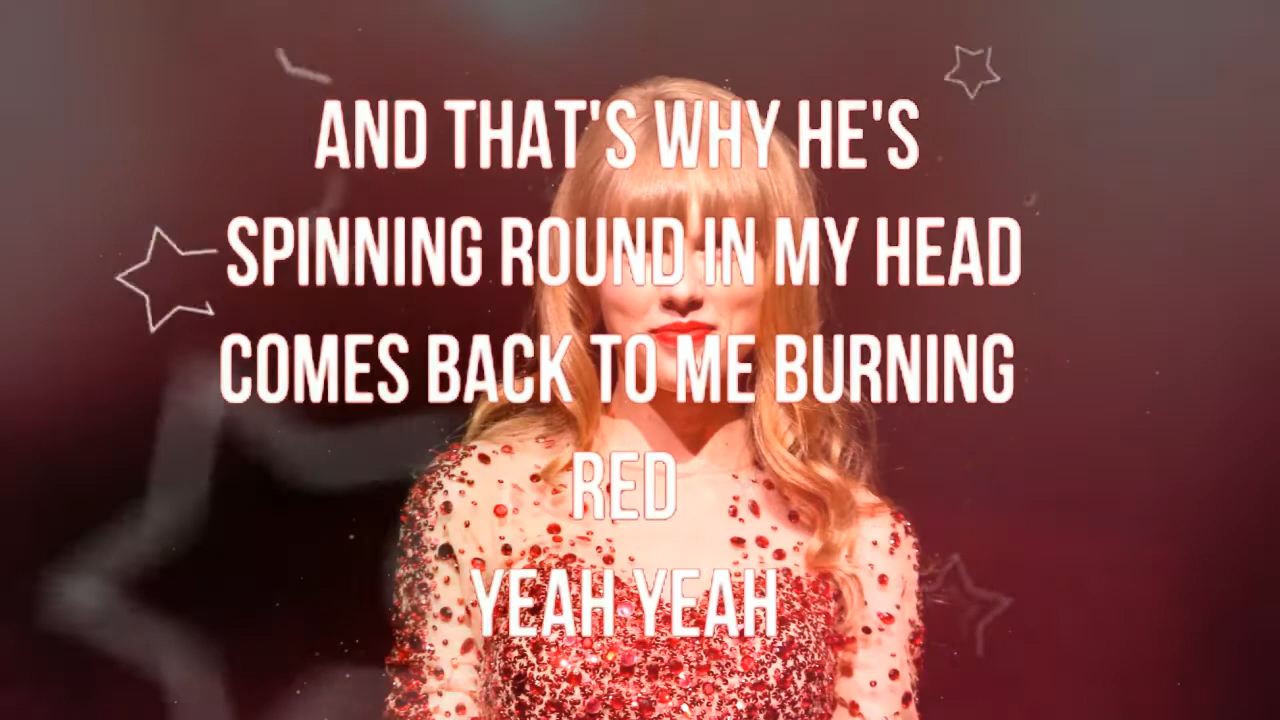 AND THAT'S WHY HE'S
SPINNING ROUND IN MY HEAD
COMES BACK TO ME BURNING
RED
YEAH YEAH